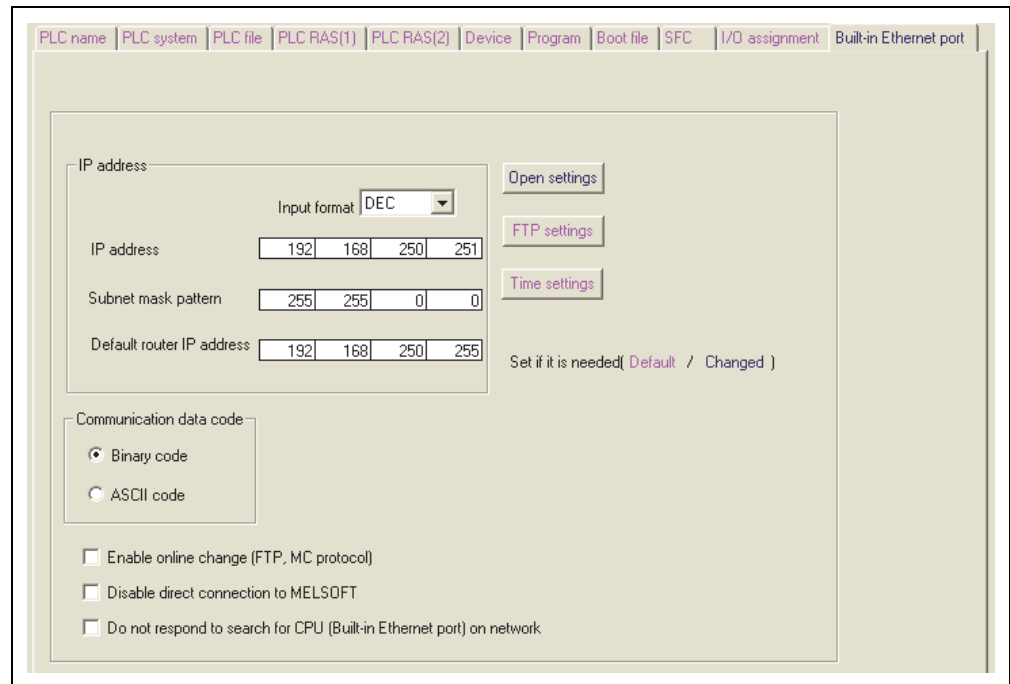 PLC name PLC system PLC file PLC RAS(1) PLC RAS(2) Device Program Boot file SFC I/O assignment Built-in Ethernet port
IP address
Input format DEC
IP address 192 168 250 251
Subnet mask pattern 255 255 0 0
Default router IP address 192 168 250 255
Open settings
FTP settings
Time settings
Set if it is needed( Default / Changed )
Communication data code
Binary code
ASCII code
Enable online change (FTP, MC protocol)
Disable direct connection to MELSOFT
Do not respond to search for CPU (Built-in Ethernet port) on network